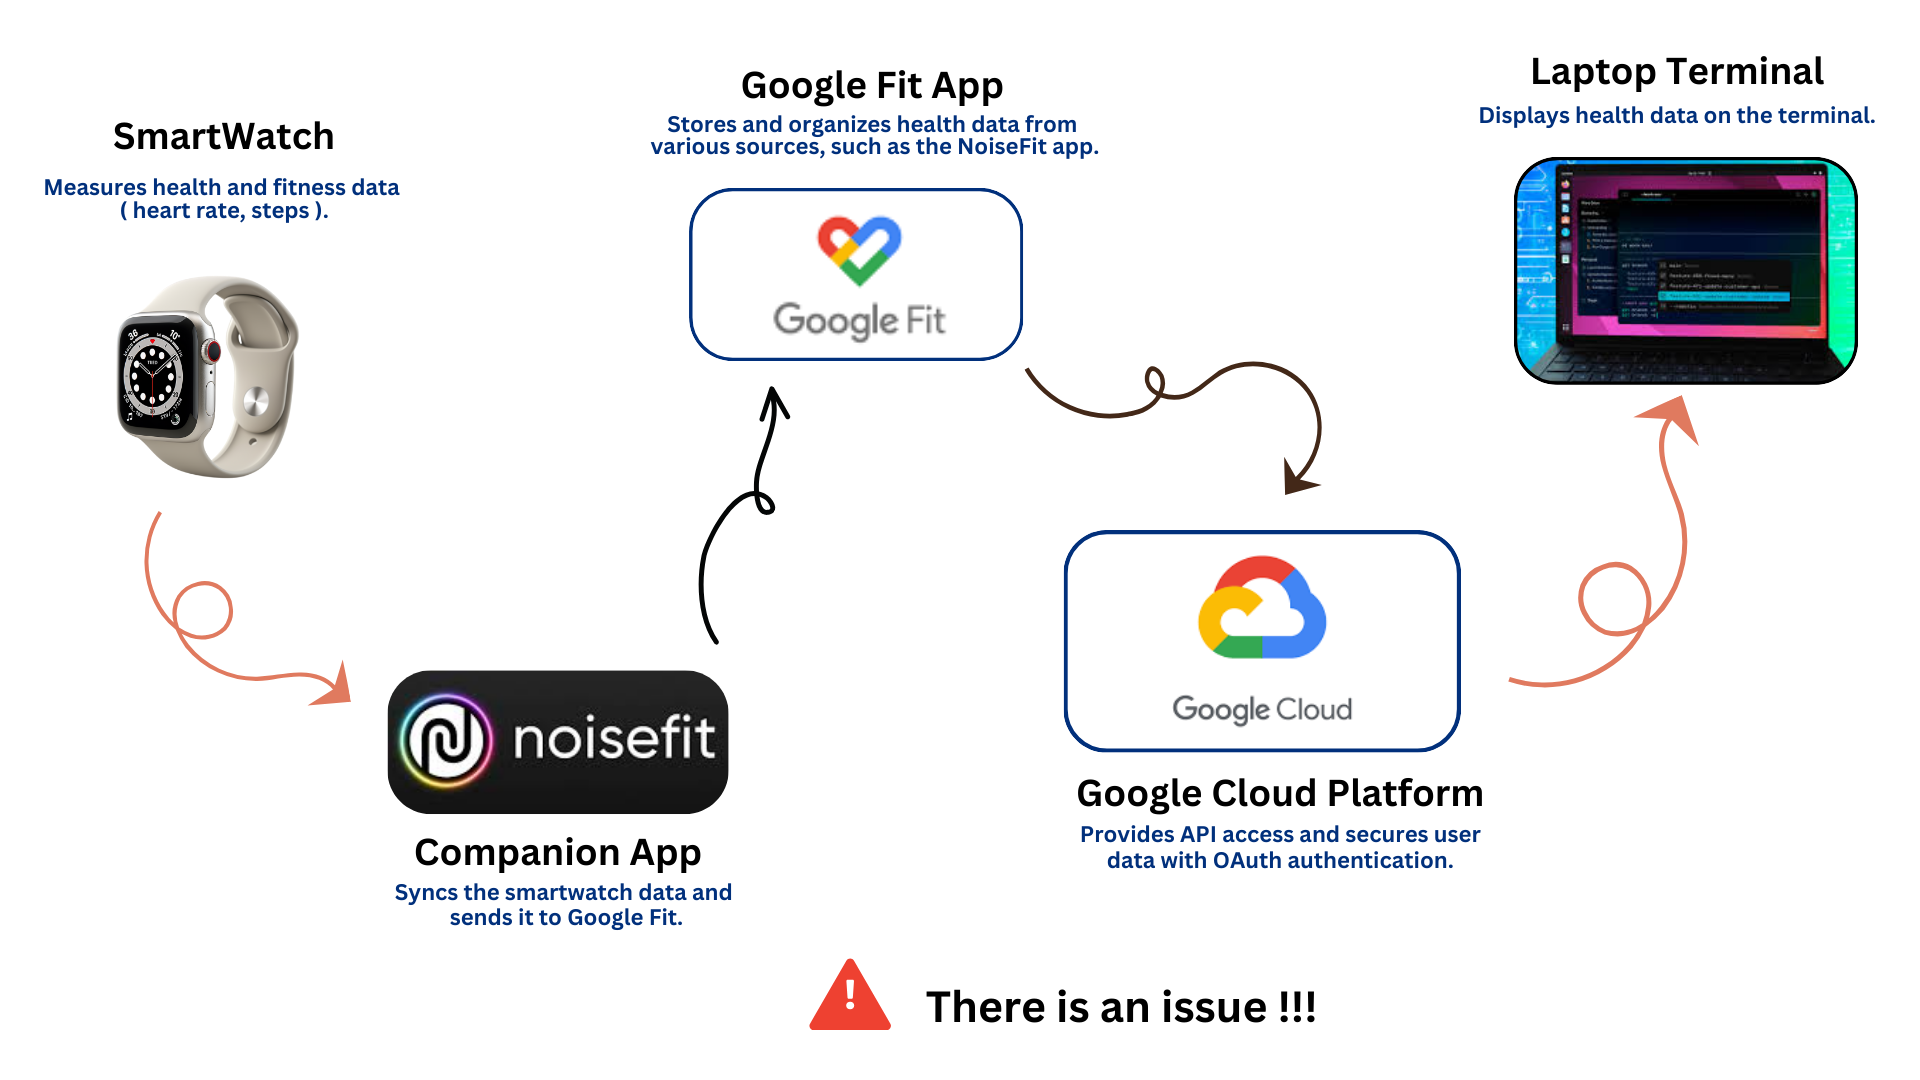 SmartWatch
Measures health and fitness data
( heart rate, steps ).
Google Fit App
Stores and organizes health data from
various sources, such as the NoiseFit app.
Google Fit
Laptop Terminal
Displays health data on the terminal.
noisefit
Companion App
Syncs the smartwatch data and
sends it to Google Fit.
Google Cloud
Google Cloud Platform
Provides API access and secures user
data with OAuth authentication.
!
There is an issue !!!